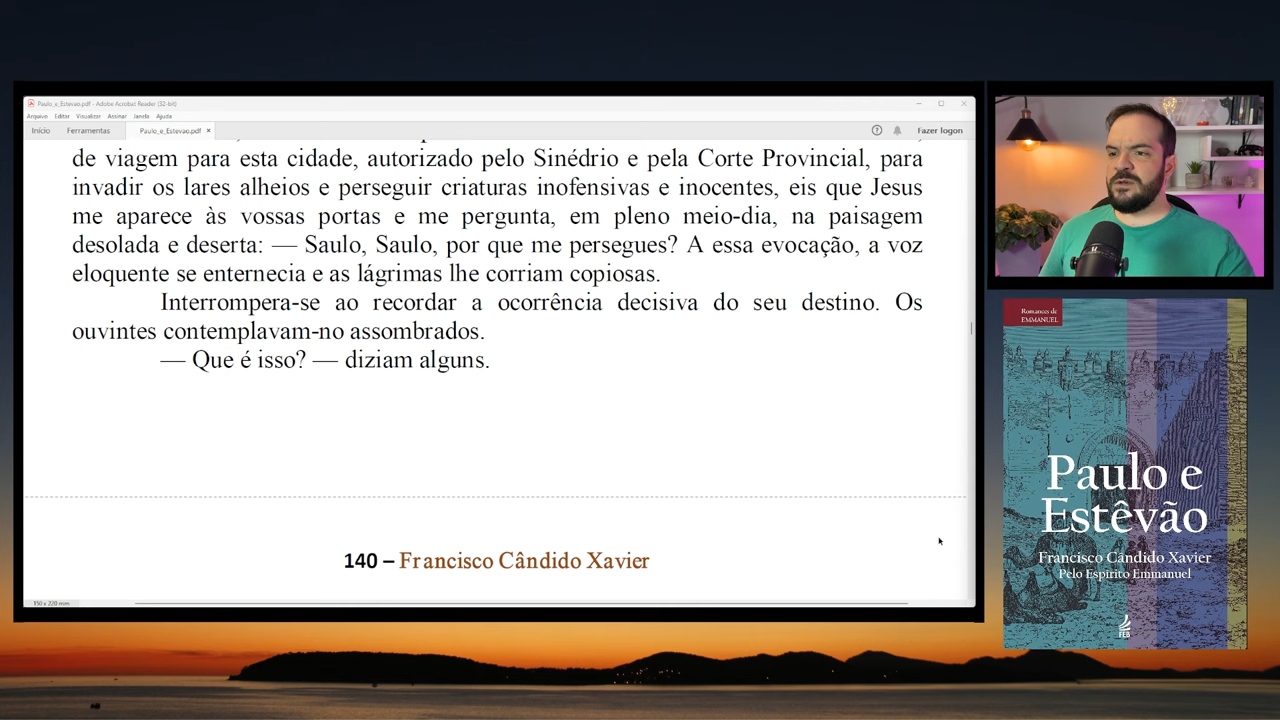 Paulo_e_Estevao.pdf - Adobe Acrobat Reader (32-bit)
Arquivo Editar Visualizar Assinar Janela Ajuda
Início Ferramentas Paulo_e_Estevao.pdf × Fazer logon
de viagem para esta cidade, autorizado pelo Sinédrio e pela Corte Provincial, para
invadir os lares alheios e perseguir criaturas inofensivas e inocentes, eis que Jesus
me aparece às vossas portas e me pergunta, em pleno meio-dia, na paisagem
desolada e deserta: — Saulo, Saulo, por que me persegues? A essa evocação, a voz
eloquente se enternecia e as lágrimas lhe corriam copiosas.
Interrompera-se ao recordar a ocorrência decisiva do seu destino. Os
ouvintes contemplavam-no assombrados.
— Que é isso? — diziam alguns.
140 – Francisco Cândido Xavier
150 x 220 mm
Romances de
EMMANUEL
Paulo e
Estêvão
Francisco Cândido Xavier
Pelo Espírito Emmanuel
FEB